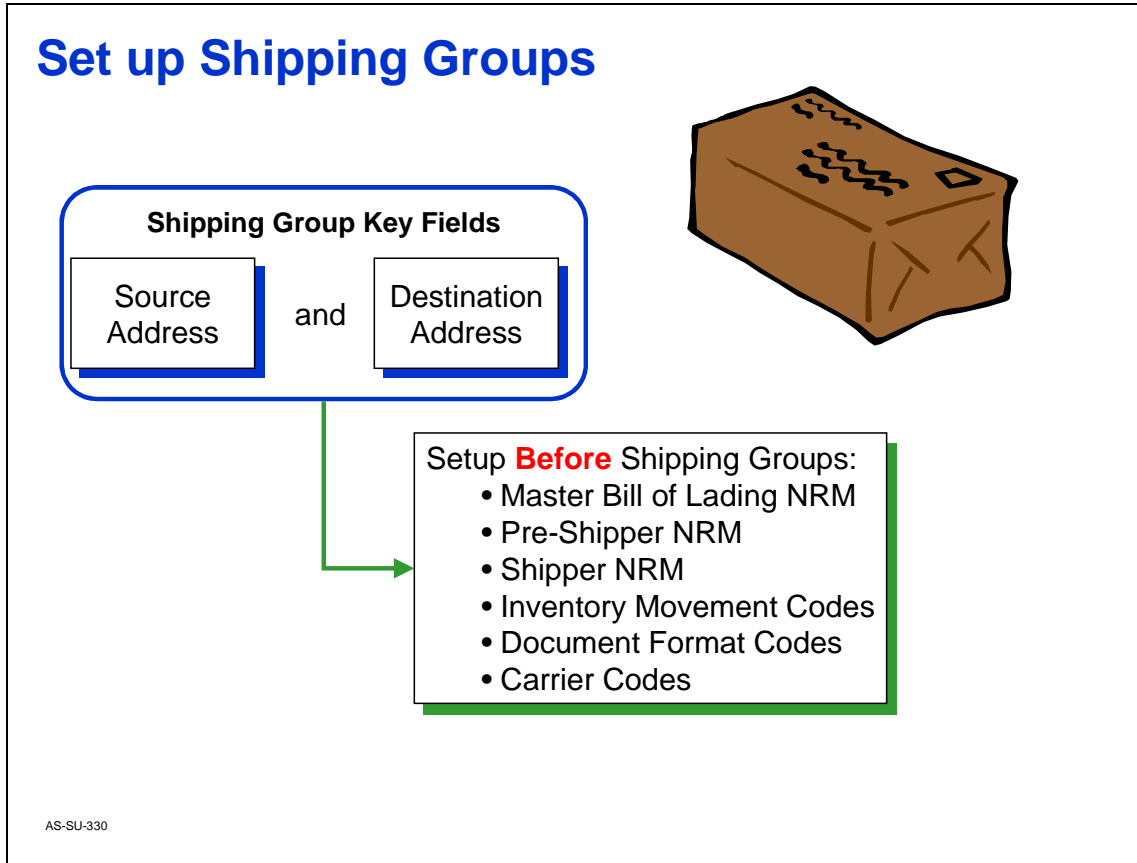 Set up Shipping Groups
Shipping Group Key Fields
Source
Address
and
Destination
Address
Setup Before Shipping Groups:
• Master Bill of Lading NRM
• Pre-Shipper NRM
• Shipper NRM
• Inventory Movement Codes
• Document Format Codes
• Carrier Codes
AS-SU-330